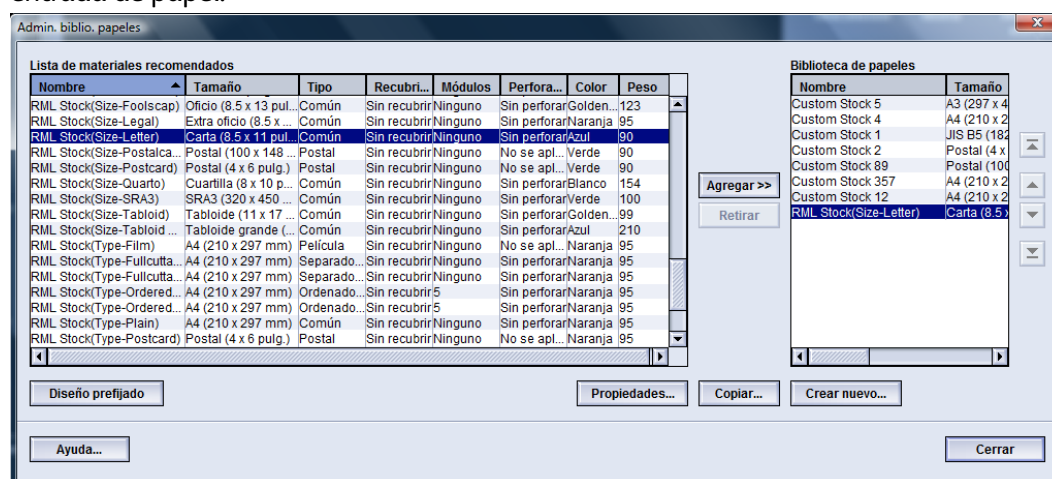 entrada de papel.
Admin. biblio. papeles
Lista de materiales recomendados
Nombre Tamaño Tipo Recubri... Módulos Perfora... Color Peso
RML Stock(Size-Foolscap) Oficio (8.5 x 13 pul... Común Sin recubrir Ninguno Sin perforar Golden... 123
RML Stock(Size-Legal) Extra oficio (8.5 x ... Común Sin recubrir Ninguno Sin perforar Naranja 95
RML Stock(Size-Letter) Carta (8.5 x 11 pul... Común Sin recubrir Ninguno Sin perforar Azul 90
RML Stock(Size-Postalca... Postal (100 x 148 ... Postal Sin recubrir Ninguno No se apl... Verde 90
RML Stock(Size-Postcard) Postal (4 x 6 pulg.) Postal Sin recubrir Ninguno No se apl... Verde 90
RML Stock(Size-Quarto) Cuartilla (8 x 10 p... Común Sin recubrir Ninguno Sin perforar Blanco 154
RML Stock(Size-SRA3) SRA3 (320 x 450 ... Común Sin recubrir Ninguno Sin perforar Verde 100
RML Stock(Size-Tabloid) Tabloide (11 x 17 ... Común Sin recubrir Ninguno Sin perforar Golden... 99
RML Stock(Size-Tabloid ... Tabloide grande (... Común Sin recubrir Ninguno Sin perforar Azul 210
RML Stock(Type-Film) A4 (210 x 297 mm) Película Sin recubrir Ninguno No se apl... Naranja 95
RML Stock(Type-Fullcutta... A4 (210 x 297 mm) Separado... Sin recubrir Ninguno Sin perforar Naranja 95
RML Stock(Type-Fullcutta... A4 (210 x 297 mm) Separado... Sin recubrir Ninguno Sin perforar Naranja 95
RML Stock(Type-Ordered... A4 (210 x 297 mm) Ordenado... Sin recubrir 5 Sin perforar Naranja 95
RML Stock(Type-Ordered... A4 (210 x 297 mm) Ordenado... Sin recubrir 5 Sin perforar Naranja 95
RML Stock(Type-Plain) A4 (210 x 297 mm) Común Sin recubrir Ninguno Sin perforar Naranja 95
RML Stock(Type-Postcard) Postal (4 x 6 pulg.) Postal Sin recubrir Ninguno No se apl... Naranja 95
Agregar >>
Retirar
Biblioteca de papeles
Nombre Tamaño
Custom Stock 5 A3 (297 x 4
Custom Stock 4 A4 (210 x 2
Custom Stock 1 JIS B5 (182
Custom Stock 2 Postal (4 x
Custom Stock 89 Postal (100
Custom Stock 357 A4 (210 x 2
Custom Stock 12 A4 (210 x 2
RML Stock(Size-Letter) Carta (8.5 x
Diseño prefijado Propiedades... Copiar... Crear nuevo...
Ayuda... Cerrar